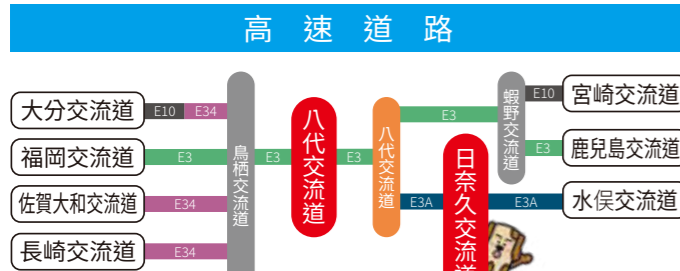 高速道路
大分交流道
E10
E34
福岡交流道
E3
佐賀大和交流道
E34
長崎交流道
E34
鳥栖交流道
E3
八代交流道
E3
八代交流道
E3
E3A
日奈久交流道
E3A
蝦野交流道
E10
宮崎交流道
E3
鹿兒島交流道
水俣交流道